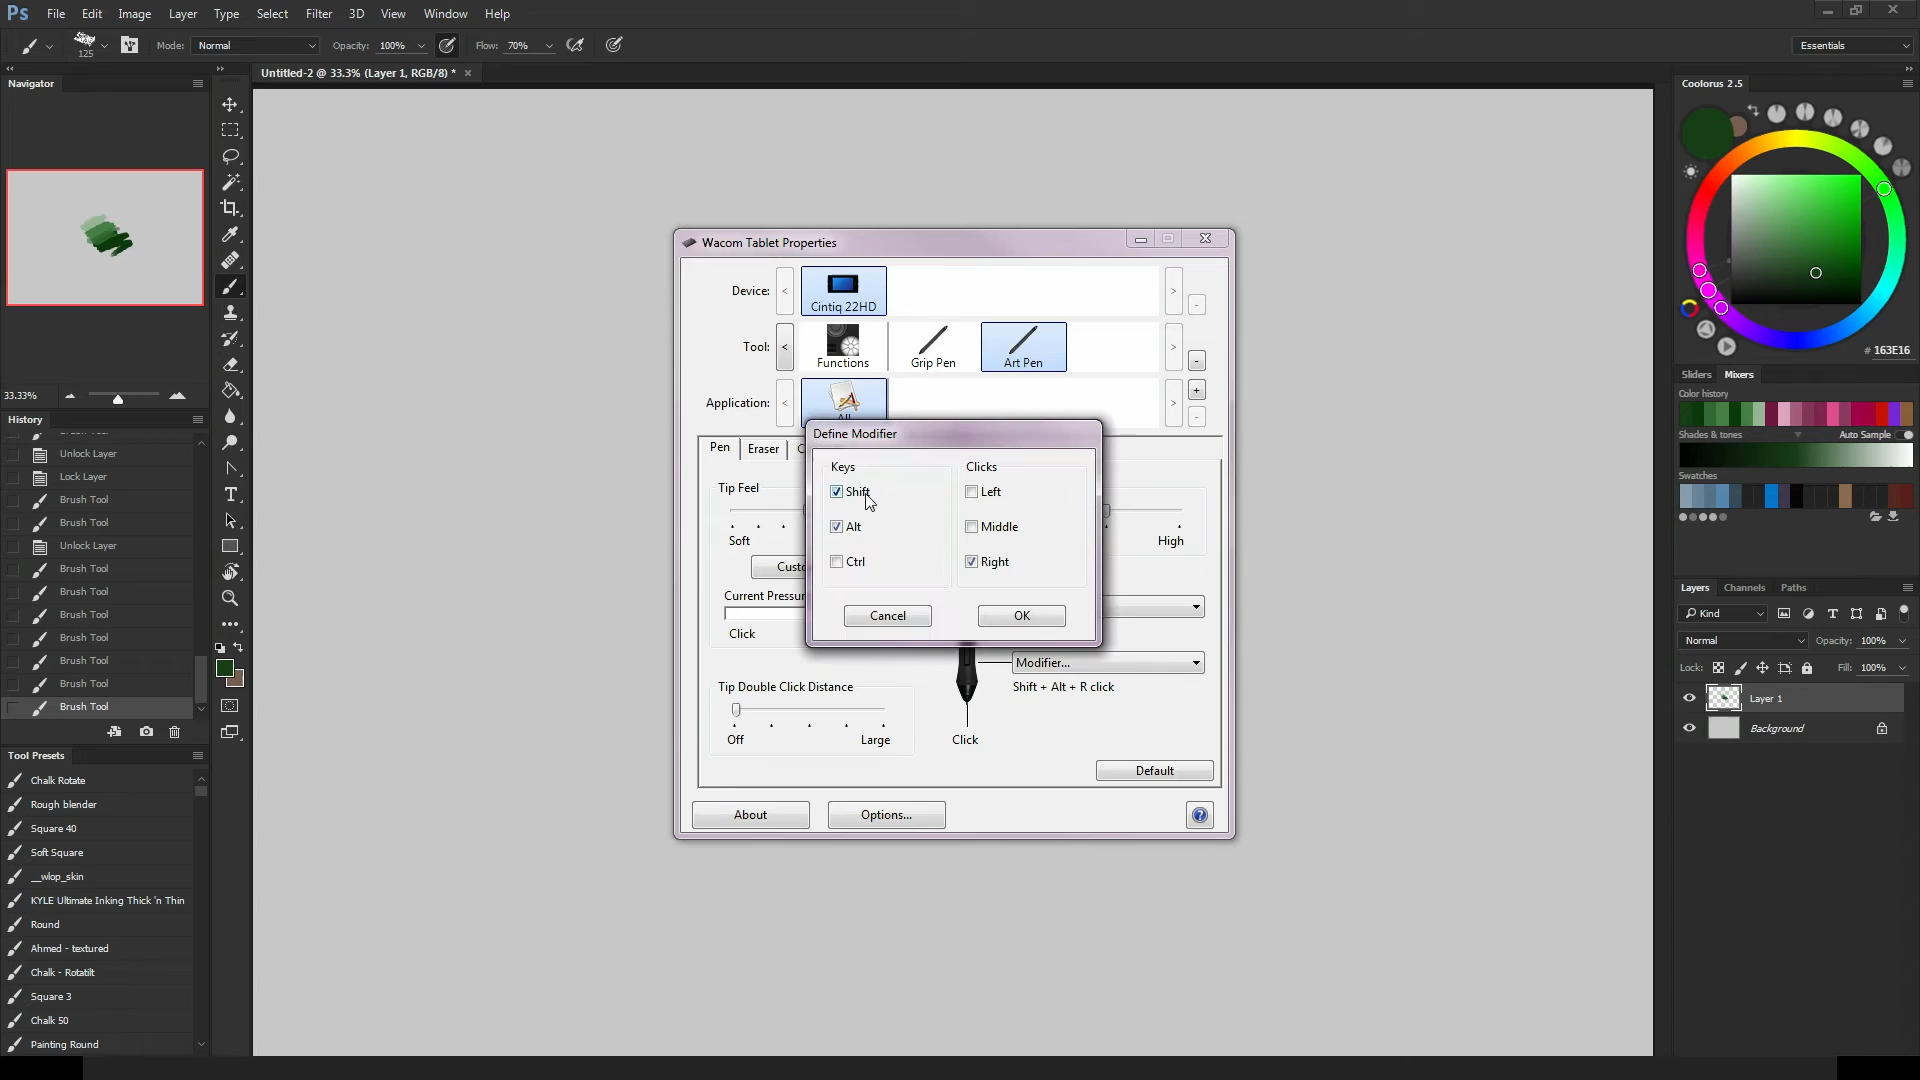 Ps File Edit Image Layer Type Select Filter 3D View Window Help
125 Mode: Normal Opacity: 100% Flow: 70% Essentials
Navigator
Untitled-2 @ 33.3% (Layer 1, RGB/8) *
Coolorus 2.5
# 163E16
33.33%
History
Unlock Layer
Lock Layer
Brush Tool
Brush Tool
Unlock Layer
Brush Tool
Brush Tool
Brush Tool
Brush Tool
Brush Tool
Brush Tool
Brush Tool
Tool Presets
Chalk Rotate
Rough blender
Square 40
Soft Square
__wlop_skin
KYLE Ultimate Inking Thick 'n Thin
Round
Ahmed - textured
Chalk - Rotatilt
Square 3
Chalk 50
Painting Round
Wacom Tablet Properties
Device: < Cintiq 22HD > -
Tool: < Functions Grip Pen Art Pen > -
Application: < All > + -
Pen Eraser
Tip Feel
Soft
High
Current Pressur
Click
Tip Double Click Distance
Off Large
Modifier...
Shift + Alt + R click
Click
Default
About Options... ?
Define Modifier
Keys Clicks
Shift Left
Alt Middle
Ctrl Right
Cancel OK
Sliders Mixers
Color history
Shades & tones Auto Sample
Swatches
Layers Channels Paths
Kind
Normal Opacity: 100%
Lock: Fill: 100%
Layer 1
Background